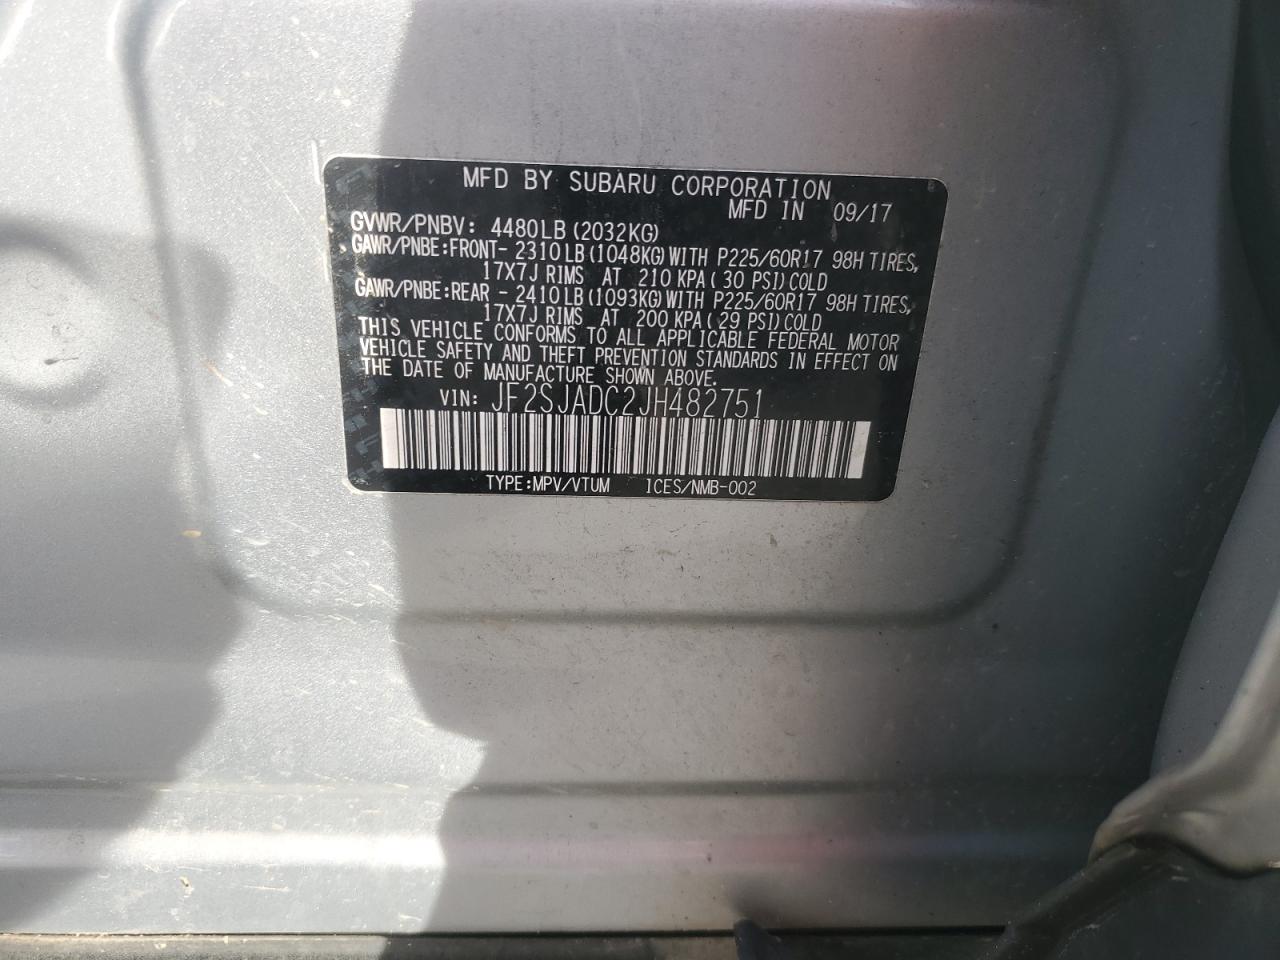 MFD BY SUBARU CORPORATION
MFD IN 09/17
GVWR/PNBV: 4480LB(2032KG)
GAWR/PNBE:FRONT- 2310LB(1048KG)WITH P225/60R17 98H TIRES,
17X7J RIMS AT 210 KPA(30 PSI)COLD
GAWR/PNBE:REAR - 2410LB(1093KG)WITH P225/60R17 98H TIRES,
17X7J RIMS AT 200 KPA(29 PSI)COLD
THIS VEHICLE CONFORMS TO ALL APPLICABLE FEDERAL MOTOR
VEHICLE SAFETY AND THEFT PREVENTION STANDARDS IN EFFECT ON
THE DATE OF MANUFACTURE SHOWN ABOVE.
VIN: JF2SJADC2JH482751
TYPE:MPV/VTUM ICES/NMB-002